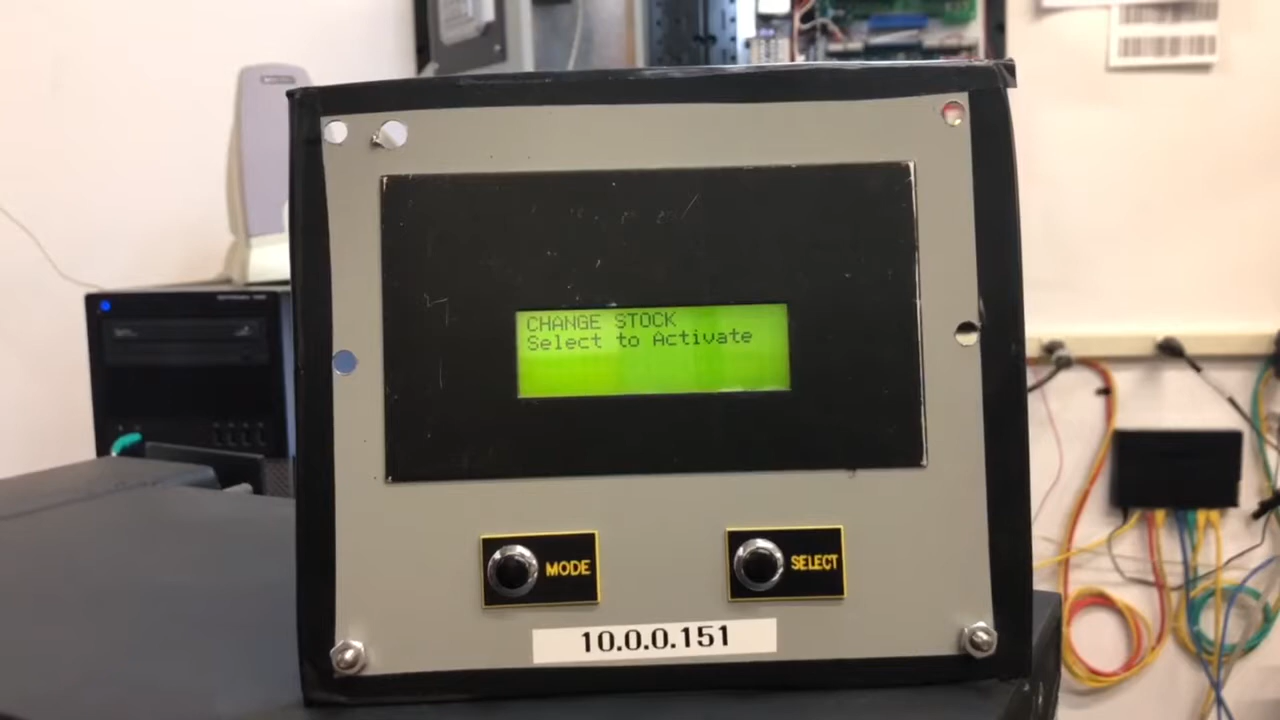 CHANGE STOCK
Select to Activate
MODE
SELECT
10.0.0.151